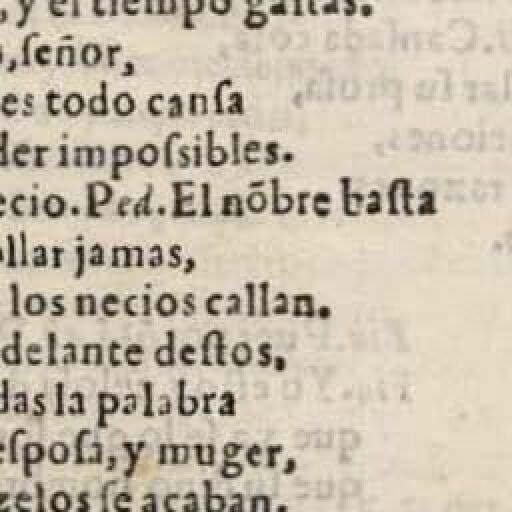 , y el tiempo gastas.
, ſeñor,
es todo canſa
der impoſsibles.
ecio. Ped. El nõbre baſta
ollar jamas,
los necios callan.
delante deſtos,
das la palabra
eſpoſa, y muger,
zelos ſe acaban.